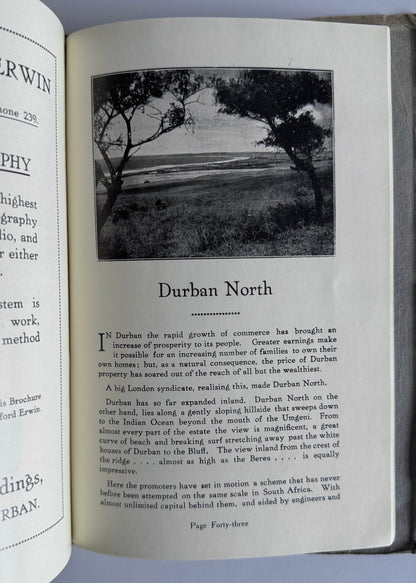 ERWIN
hone 239.
PHY
highest
ography
lio, and
r either
stem is
work,
method
is Brochure
ford Erwin.
dings,
RBAN.
Durban North
IN Durban the rapid growth of commerce has brought an
increase of prosperity to its people. Greater earnings make
it possible for an increasing number of families to own their
own homes; but, as a natural consequence, the price of Durban
property has soared out of the reach of all but the wealthiest.
A big London syndicate, realising this, made Durban North.
Durban has so far expanded inland. Durban North on the
other hand, lies along a gently sloping hillside that sweeps down
to the Indian Ocean beyond the mouth of the Umgeni. From
almost every part of the estate the view is magnificent, a great
curve of beach and breaking surf stretching away past the white
houses of Durban to the Bluff. The view inland from the crest of
the ridge . . . . almost as high as the Berea . . . . is equally
impressive.
Here the promoters have set in motion a scheme that has never
before been attempted on the same scale in South Africa. With
almost unlimited capital behind them, and aided by engineers and
Page Forty-three